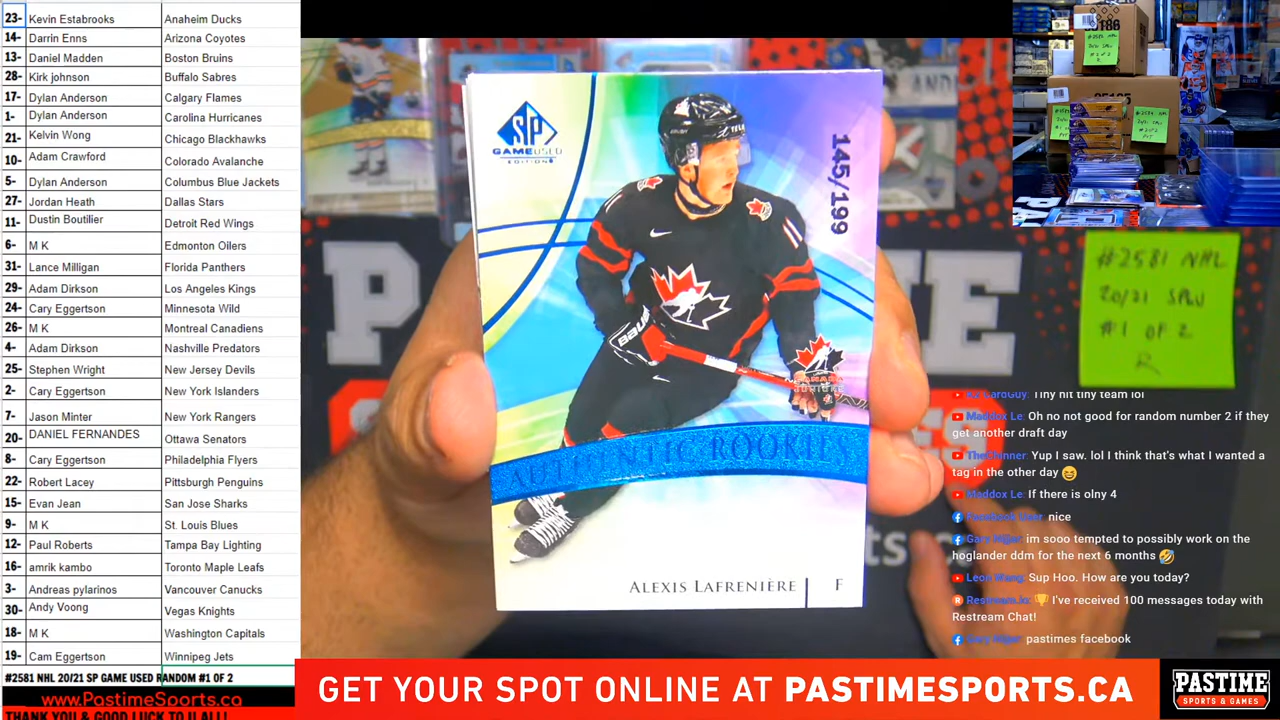 23- Kevin Estabrooks Anaheim Ducks
14- Darrin Enns Arizona Coyotes
13- Daniel Madden Boston Bruins
28- Kirk johnson Buffalo Sabres
17- Dylan Anderson Calgary Flames
1- Dylan Anderson Carolina Hurricanes
21- Kelvin Wong Chicago Blackhawks
10- Adam Crawford Colorado Avalanche
5- Dylan Anderson Columbus Blue Jackets
27- Jordan Heath Dallas Stars
11- Dustin Boutilier Detroit Red Wings
6- M K Edmonton Oilers
31- Lance Milligan Florida Panthers
29- Adam Dirkson Los Angeles Kings
24- Cary Eggertson Minnesota Wild
26- M K Montreal Canadiens
4- Adam Dirkson Nashville Predators
25- Stephen Wright New Jersey Devils
2- Cary Eggertson New York Islanders
7- Jason Minter New York Rangers
20- DANIEL FERNANDES Ottawa Senators
8- Cary Eggertson Philadelphia Flyers
22- Robert Lacey Pittsburgh Penguins
15- Evan Jean San Jose Sharks
9- M K St. Louis Blues
12- Paul Roberts Tampa Bay Lighting
16- amrik kambo Toronto Maple Leafs
3- Andreas pylarinos Vancouver Canucks
30- Andy Voong Vegas Knights
18- M K Washington Capitals
19- Cam Eggertson Winnipeg Jets
#2581 NHL 20/21 SP GAME USED RANDOM #1 OF 2
www.PastimeSports.ca
THANK YOU & GOOD LUCK TO U ALL!!
SP
GAME USED
EDITION
145/199
AUTHENTIC ROOKIES
ALEXIS LAFRENIÈRE F
#2581 NHL
20/21 SPGU
#1 OF 2
R
Tiny hit tiny team lol
Maddox Le: Oh no not good for random number 2 if they
get another draft day
Yup I saw. lol I think that's what I wanted a
tag in the other day
Maddox Le: If there is olny 4
Facebook User: nice
im sooo tempted to possibly work on the
hoglander ddm for the next 6 months
Leon Wang: Sup Hoo. How are you today?
Restream.io: I've received 100 messages today with
Restream Chat!
pastimes facebook
GET YOUR SPOT ONLINE AT PASTIMESPORTS.CA
PASTIME
SPORTS & GAMES